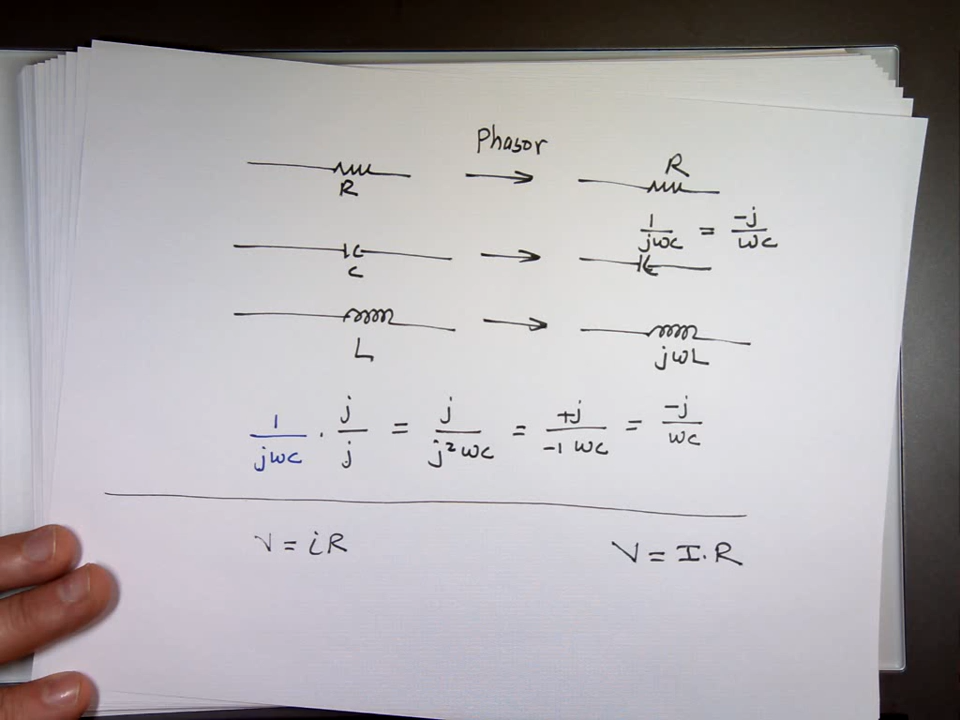 Phasor
R R
1/jωc = -j/ωc
c
L jωL
1/jωc · j/j = j/j²ωc = +j/-1 ωc = -j/ωc
v = iR V = I·R